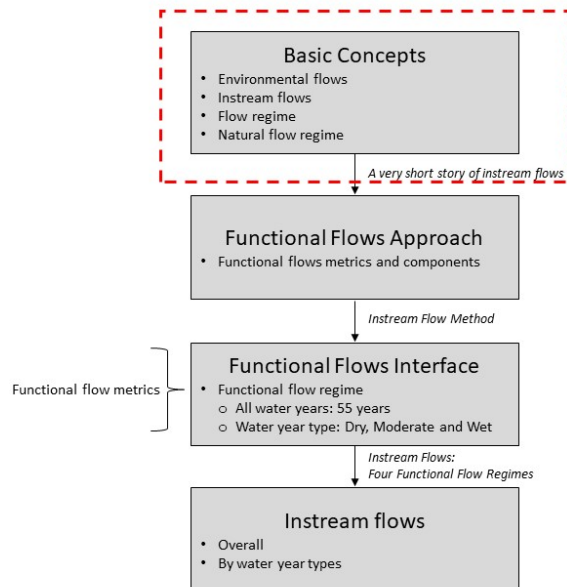 Basic Concepts
• Environmental flows
• Instream flows
• Flow regime
• Natural flow regime
A very short story of instream flows
Functional Flows Approach
• Functional flows metrics and components
Instream Flow Method
Functional flow metrics
Functional Flows Interface
• Functional flow regime
o All water years: 55 years
o Water year type: Dry, Moderate and Wet
Instream Flows:
Four Functional Flow Regimes
Instream flows
• Overall
• By water year types